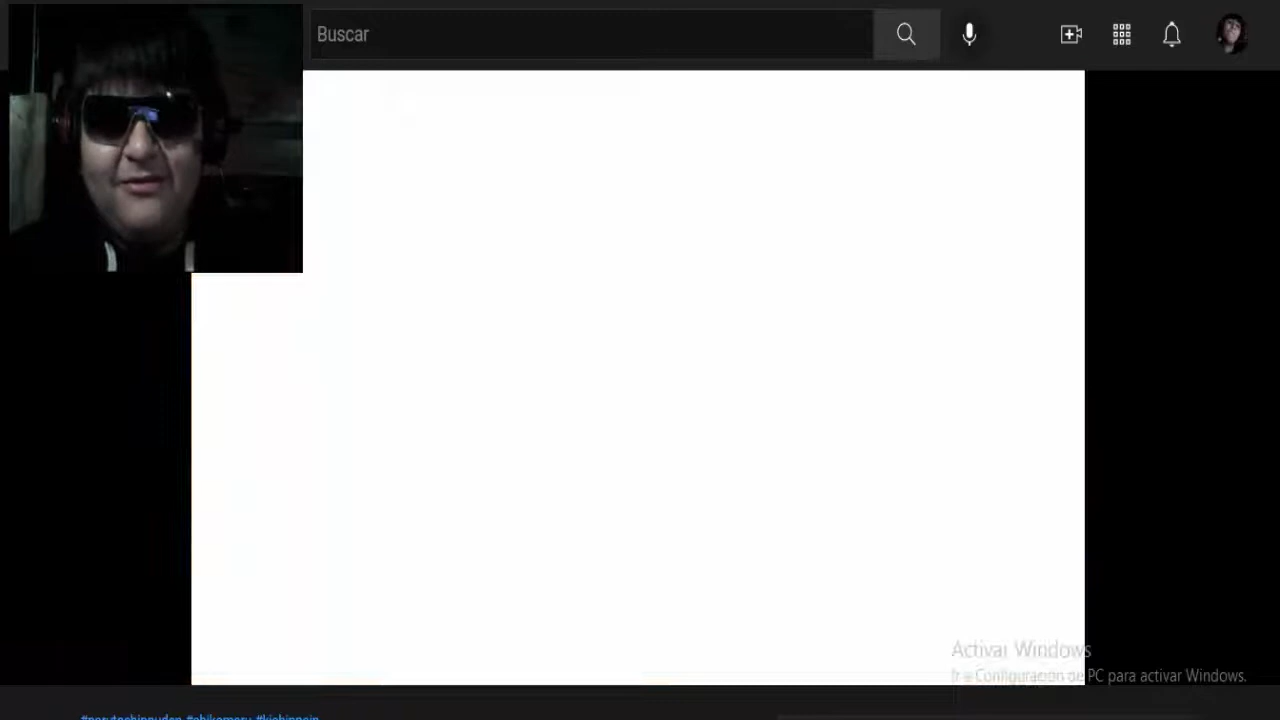 Buscar
Activar Windows
Ir a Configuración de PC para activar Windows.